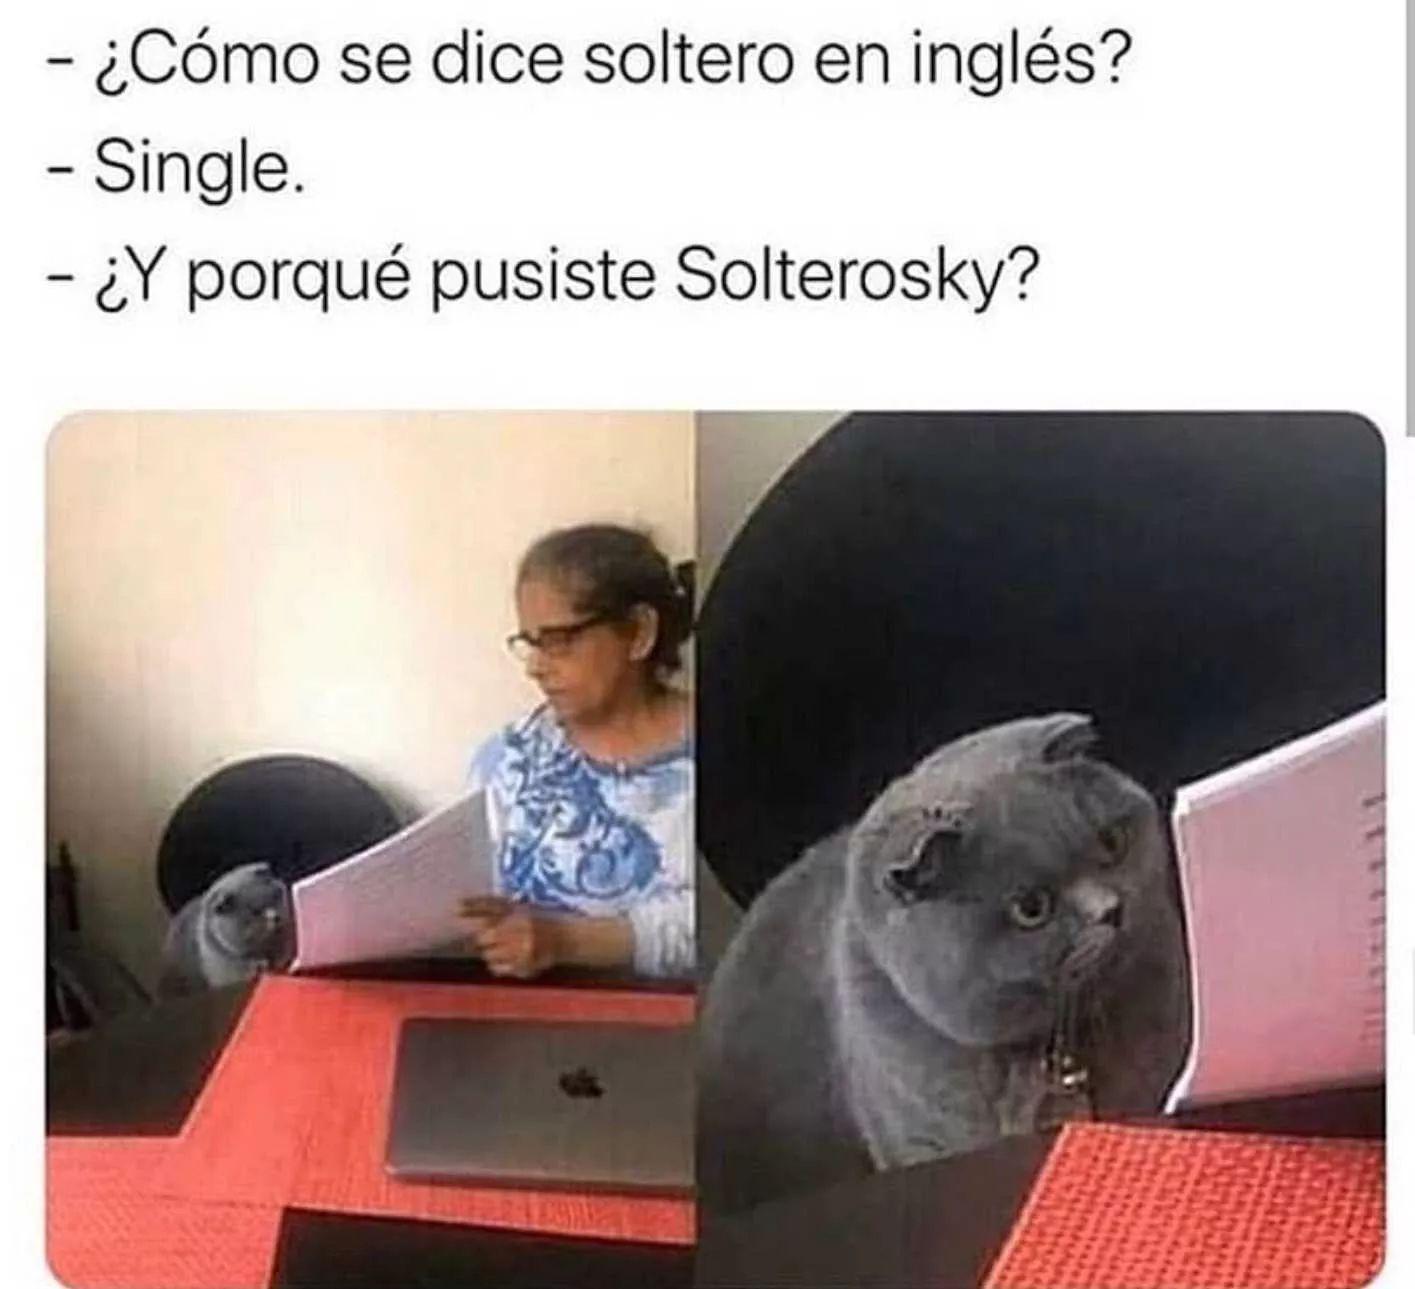 - ¿Cómo se dice soltero en inglés?
- Single.
- ¿Y porqué pusiste Solterosky?